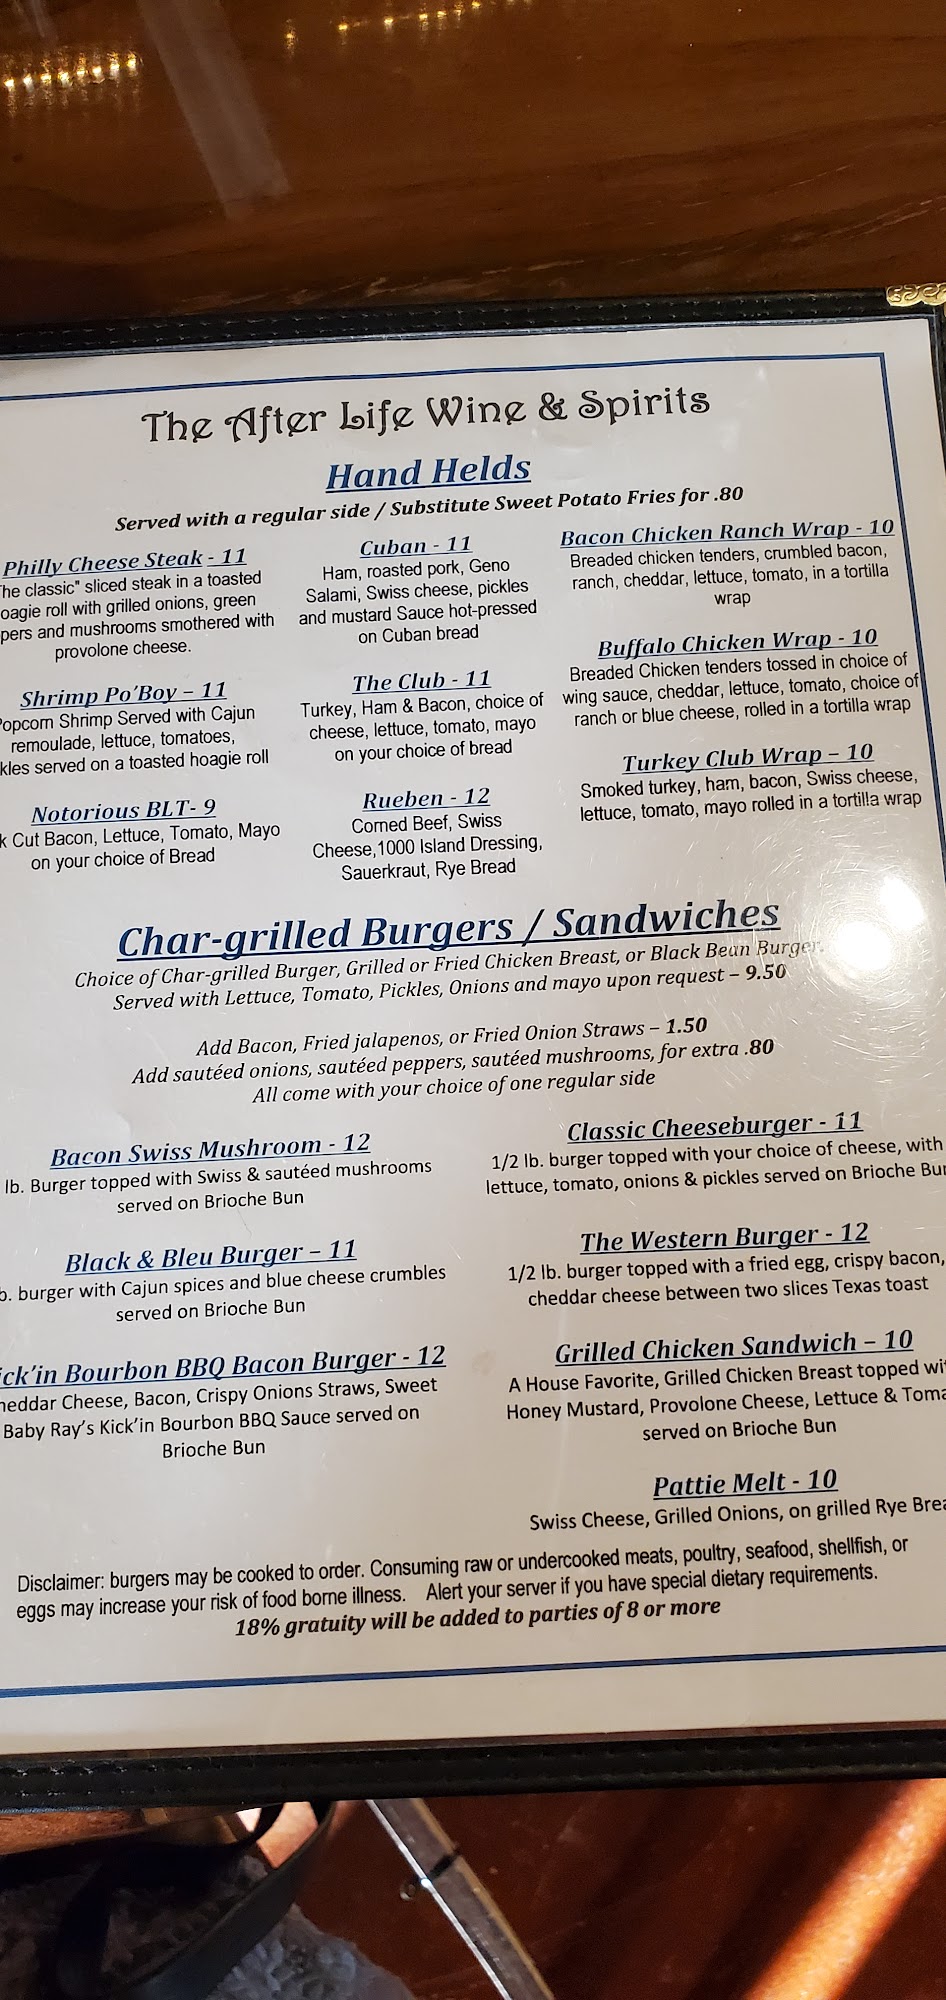 The After Life Wine & Spirits
Hand Helds
Served with a regular side / Substitute Sweet Potato Fries for .80
Philly Cheese Steak - 11
classic" sliced steak in a toasted
roll with grilled onions, green
and mushrooms smothered with
provolone cheese.
Shrimp Po'Boy – 11
Shrimp Served with Cajun
remoulade, lettuce, tomatoes,
served on a toasted hoagie roll
Notorious BLT- 9
Cut Bacon, Lettuce, Tomato, Mayo
on your choice of Bread
Cuban - 11
Ham, roasted pork, Geno
Salami, Swiss cheese, pickles
and mustard Sauce hot-pressed
on Cuban bread
The Club - 11
Turkey, Ham & Bacon, choice of
cheese, lettuce, tomato, mayo
on your choice of bread
Rueben - 12
Corned Beef, Swiss
Cheese,1000 Island Dressing,
Sauerkraut, Rye Bread
Bacon Chicken Ranch Wrap - 10
Breaded chicken tenders, crumbled bacon,
ranch, cheddar, lettuce, tomato, in a tortilla
wrap
Buffalo Chicken Wrap - 10
Breaded Chicken tenders tossed in choice of
wing sauce, cheddar, lettuce, tomato, choice of
ranch or blue cheese, rolled in a tortilla wrap
Turkey Club Wrap – 10
Smoked turkey, ham, bacon, Swiss cheese,
lettuce, tomato, mayo rolled in a tortilla wrap
Char-grilled Burgers / Sandwiches
Choice of Char-grilled Burger, Grilled or Fried Chicken Breast, or Black Bean Burger.
Served with Lettuce, Tomato, Pickles, Onions and mayo upon request – 9.50
Add Bacon, Fried jalapenos, or Fried Onion Straws – 1.50
Add sautéed onions, sautéed peppers, sautéed mushrooms, for extra .80
All come with your choice of one regular side
Bacon Swiss Mushroom - 12
lb. Burger topped with Swiss & sautéed mushrooms
served on Brioche Bun
Black & Bleu Burger – 11
burger with Cajun spices and blue cheese crumbles
served on Brioche Bun
Bourbon BBQ Bacon Burger - 12
Cheese, Bacon, Crispy Onions Straws, Sweet
Baby Ray's Kick'in Bourbon BBQ Sauce served on
Brioche Bun
Classic Cheeseburger - 11
1/2 lb. burger topped with your choice of cheese, with
lettuce, tomato, onions & pickles served on Brioche
The Western Burger - 12
1/2 lb. burger topped with a fried egg, crispy bacon,
cheddar cheese between two slices Texas toast
Grilled Chicken Sandwich – 10
A House Favorite, Grilled Chicken Breast topped
Honey Mustard, Provolone Cheese, Lettuce &
served on Brioche Bun
Pattie Melt - 10
Swiss Cheese, Grilled Onions, on grilled Rye
Disclaimer: burgers may be cooked to order. Consuming raw or undercooked meats, poultry, seafood, shellfish, or
eggs may increase your risk of food borne illness. Alert your server if you have special dietary requirements.
18% gratuity will be added to parties of 8 or more